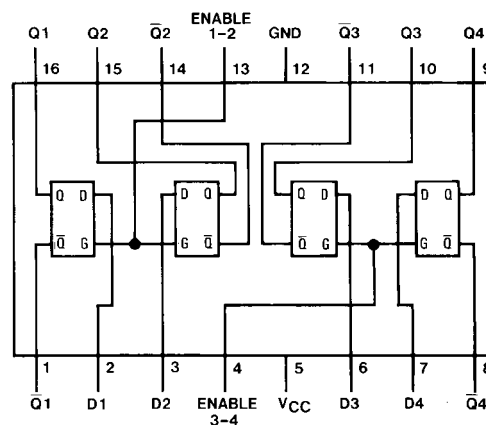 Q1 Q2 Q̅2 ENABLE 1-2 GND Q̅3 Q3 Q4
16 15 14 13 12 11 10 9
Q D D Q Q D D Q
Q̅ G G Q̅ Q̅ G G Q̅
1 2 3 4 5 6 7 8
Q̅1 D1 D2 ENABLE 3-4 VCC D3 D4 Q̅4